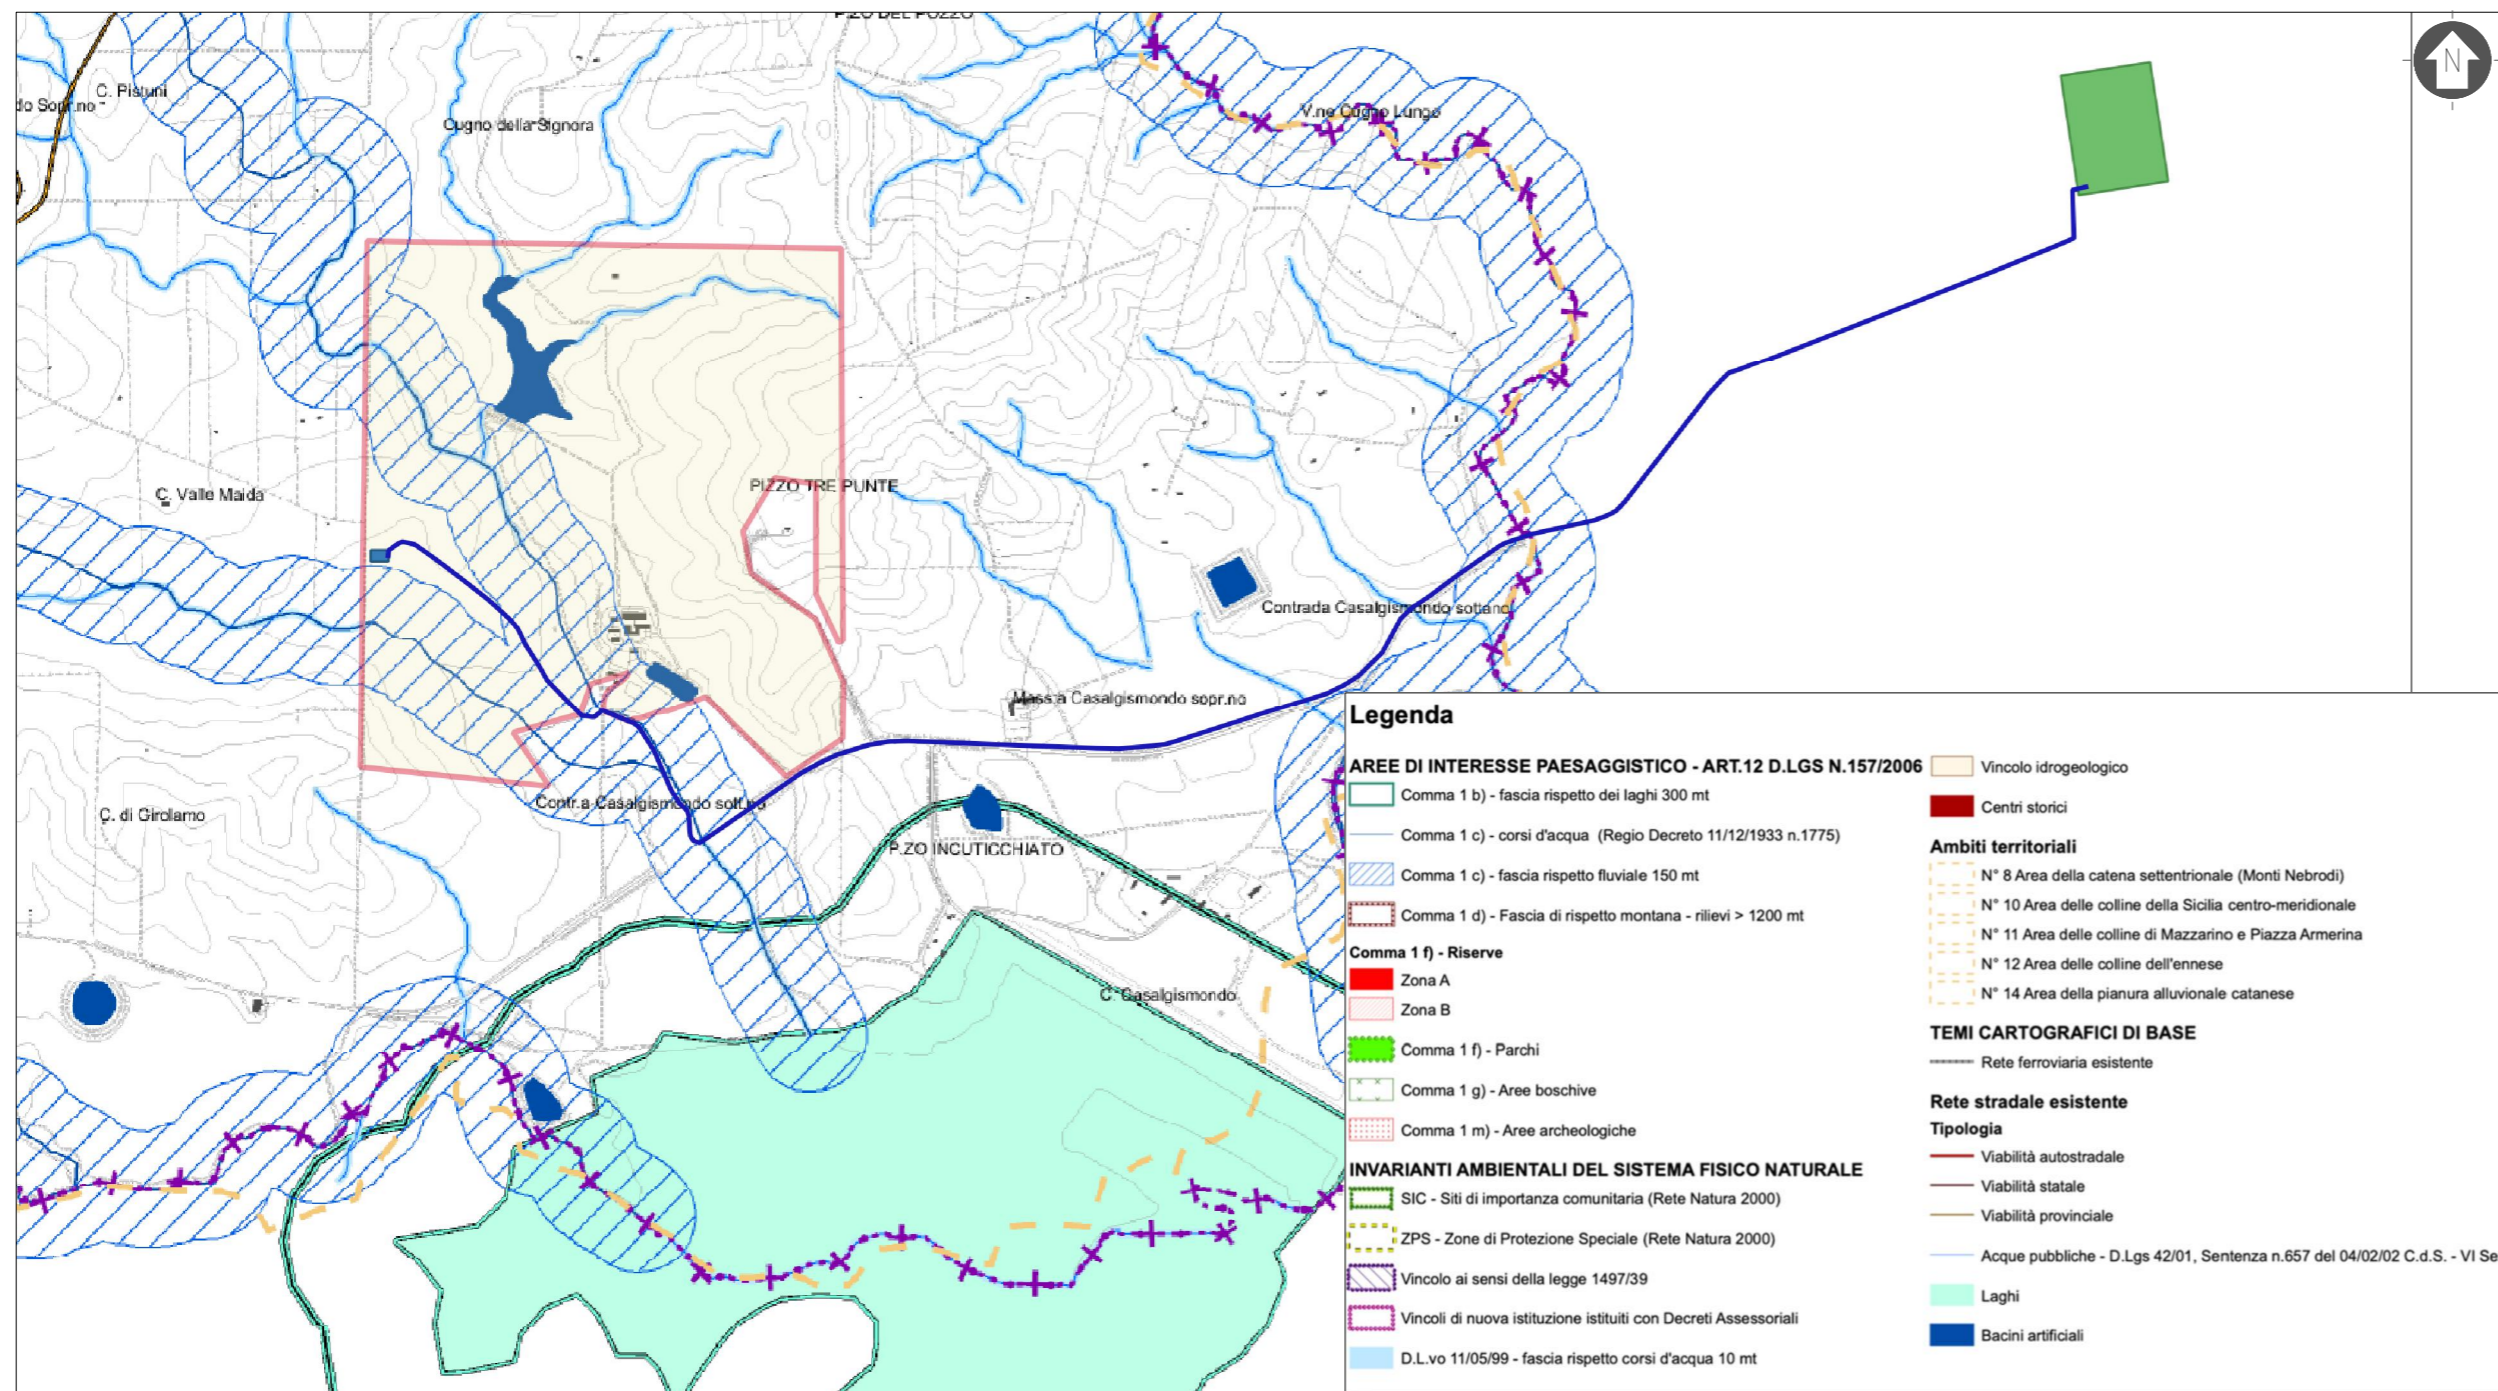 P.ZO DEL POZZO
N
C. Pistuni
do Sopr.no
Cugno della Signora
V.ne Cugno Lungo
C. Valle Maida
PIZZO TRE PUNTE
Contrada Casalgismondo sottano
Mass.a Casalgismondo sopr.no
Contr.a Casalgismondo sott.no
C. di Girolamo
P.ZO INCUTICCHIATO
C. Casalgismondo
Legenda
AREE DI INTERESSE PAESAGGISTICO - ART.12 D.LGS N.157/2006
Comma 1 b) - fascia rispetto dei laghi 300 mt
Comma 1 c) - corsi d'acqua (Regio Decreto 11/12/1933 n.1775)
Comma 1 c) - fascia rispetto fluviale 150 mt
Comma 1 d) - Fascia di rispetto montana - rilievi > 1200 mt
Comma 1 f) - Riserve
Zona A
Zona B
Comma 1 f) - Parchi
Comma 1 g) - Aree boschive
Comma 1 m) - Aree archeologiche
INVARIANTI AMBIENTALI DEL SISTEMA FISICO NATURALE
SIC - Siti di importanza comunitaria (Rete Natura 2000)
ZPS - Zone di Protezione Speciale (Rete Natura 2000)
Vincolo ai sensi della legge 1497/39
Vincoli di nuova istituzione istituiti con Decreti Assessoriali
D.L.vo 11/05/99 - fascia rispetto corsi d'acqua 10 mt
Vincolo idrogeologico
Centri storici
Ambiti territoriali
N° 8 Area della catena settentrionale (Monti Nebrodi)
N° 10 Area delle colline della Sicilia centro-meridionale
N° 11 Area delle colline di Mazzarino e Piazza Armerina
N° 12 Area delle colline dell'ennese
N° 14 Area della pianura alluvionale catanese
TEMI CARTOGRAFICI DI BASE
Rete ferroviaria esistente
Rete stradale esistente
Tipologia
Viabilità autostradale
Viabilità statale
Viabilità provinciale
Acque pubbliche - D.Lgs 42/01, Sentenza n.657 del 04/02/02 C.d.S. - VI Se
Laghi
Bacini artificiali